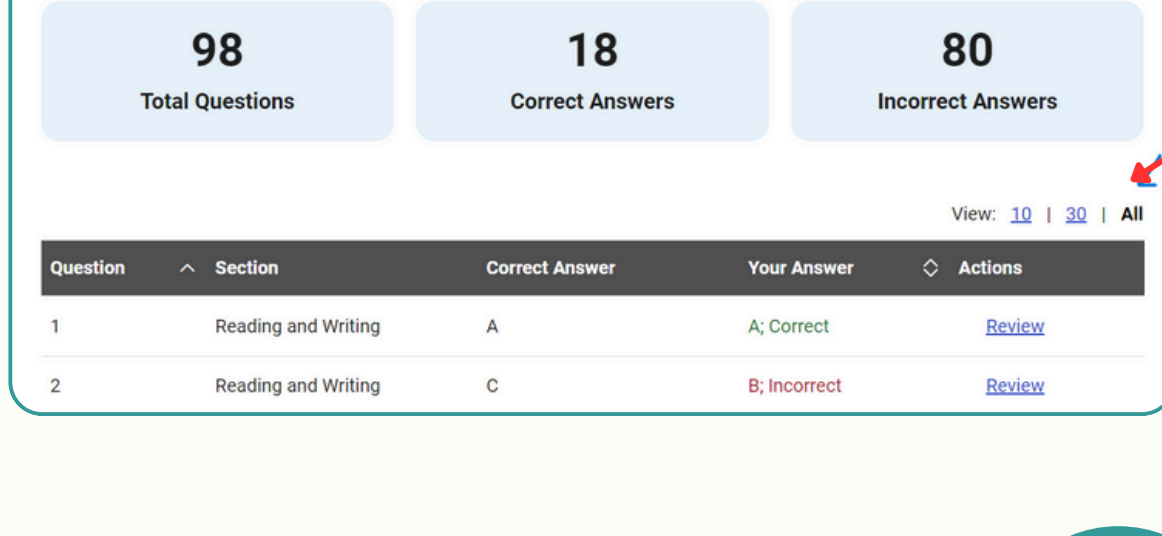 98 18 80
Total Questions Correct Answers Incorrect Answers
View: 10 | 30 | All
Question Section Correct Answer Your Answer Actions
1 Reading and Writing A A; Correct Review
2 Reading and Writing C B; Incorrect Review